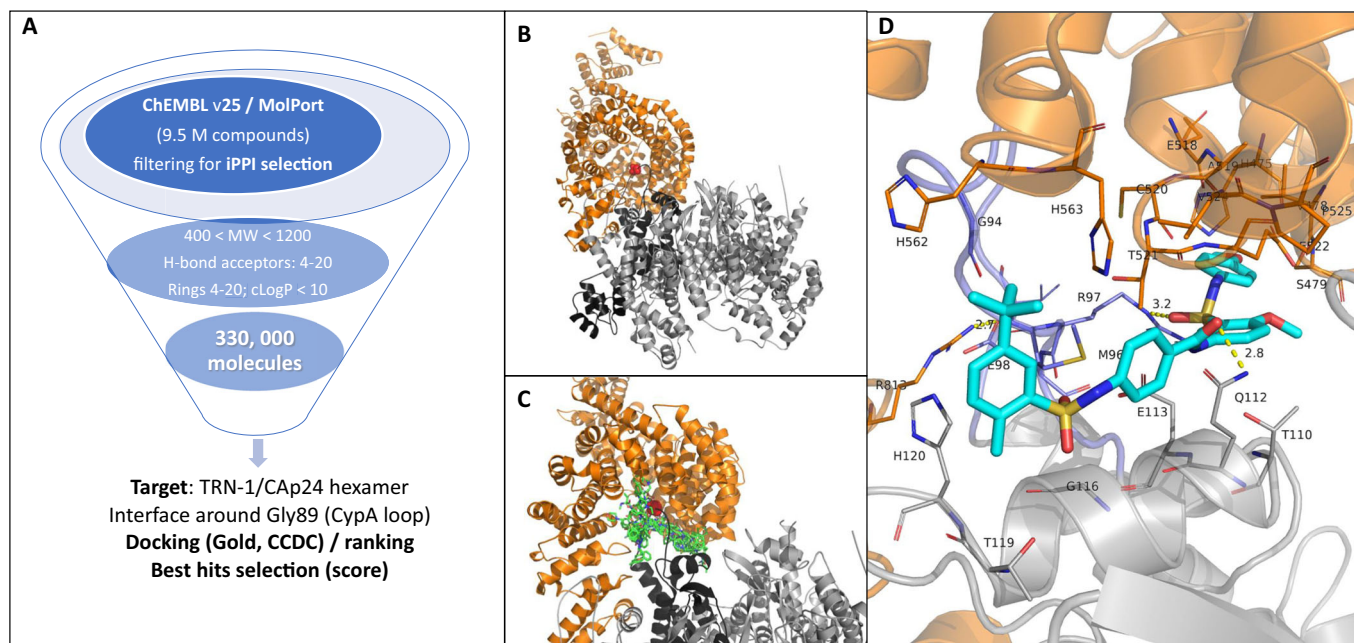 A
ChEMBL v25 / MolPort
(9.5 M compounds)
filtering for iPPI selection
400 < MW < 1200
H-bond acceptors: 4-20
Rings 4-20; cLogP < 10
330, 000
molecules
Target: TRN-1/CAp24 hexamer
Interface around Gly89 (CypA loop)
Docking (Gold, CCDC) / ranking
Best hits selection (score)
B
C
D
E518
H475
C520
P525
G94
H563
H562
T521
S479
R97
3.2
2.7
M96
2.8
E98
R813
E113
Q112
T110
H120
G116
T119